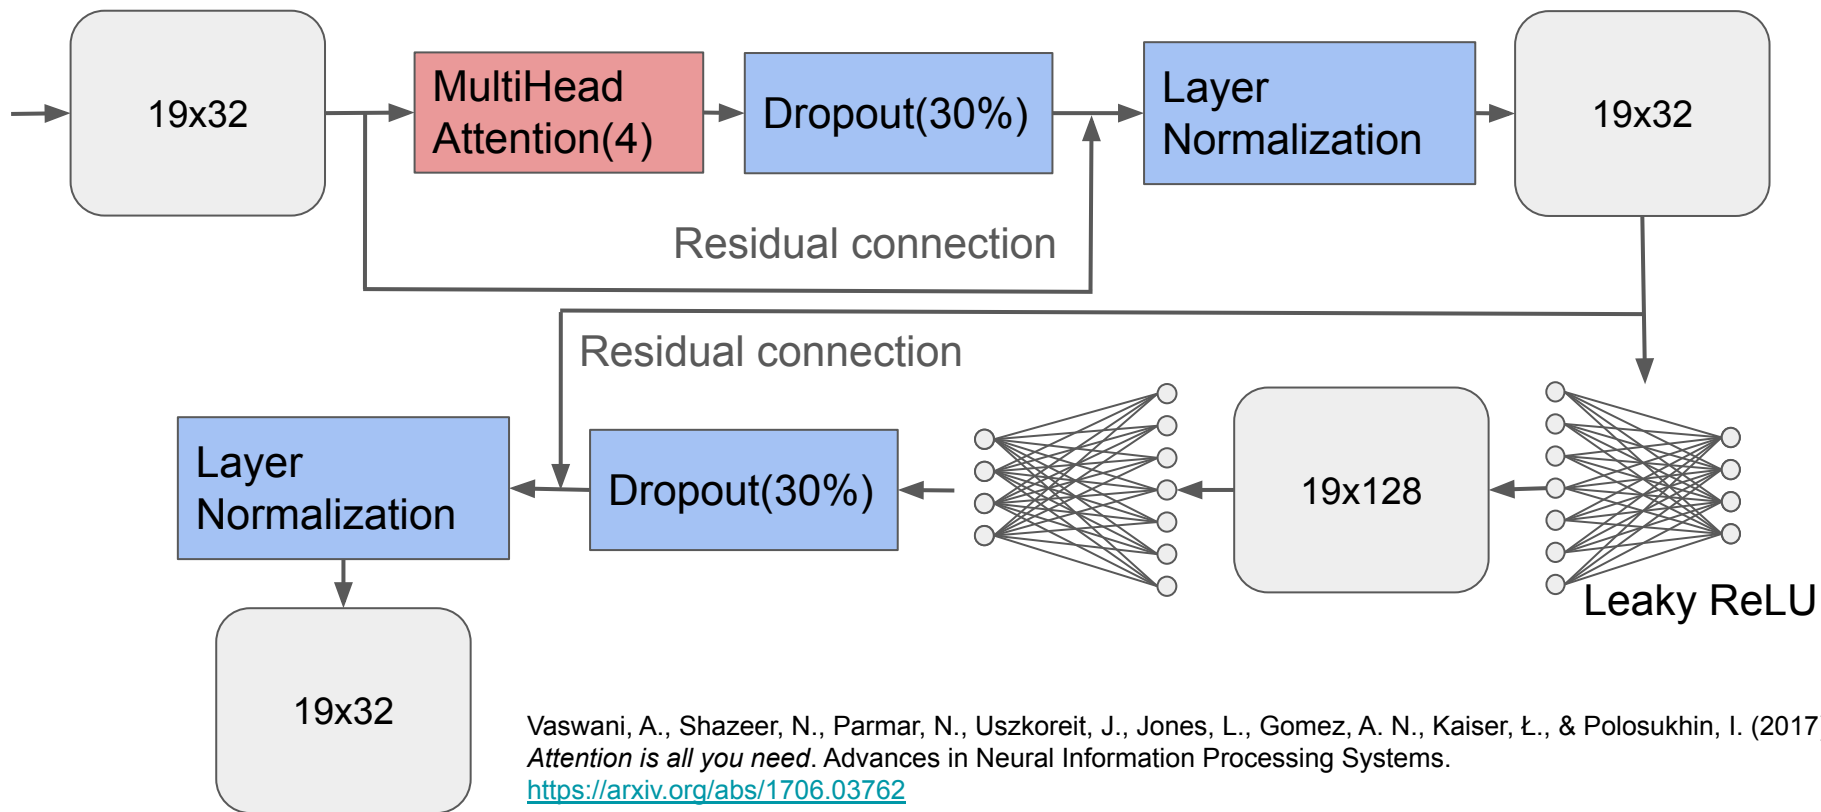 19x32
MultiHead
Attention(4)
Dropout(30%)
Layer
Normalization
19x32
Residual connection
Residual connection
Layer
Normalization
Dropout(30%)
19x128
Leaky ReLU
19x32
Vaswani, A., Shazeer, N., Parmar, N., Uszkoreit, J., Jones, L., Gomez, A. N., Kaiser, Ł., & Polosukhin, I. (2017)
Attention is all you need. Advances in Neural Information Processing Systems.
https://arxiv.org/abs/1706.03762